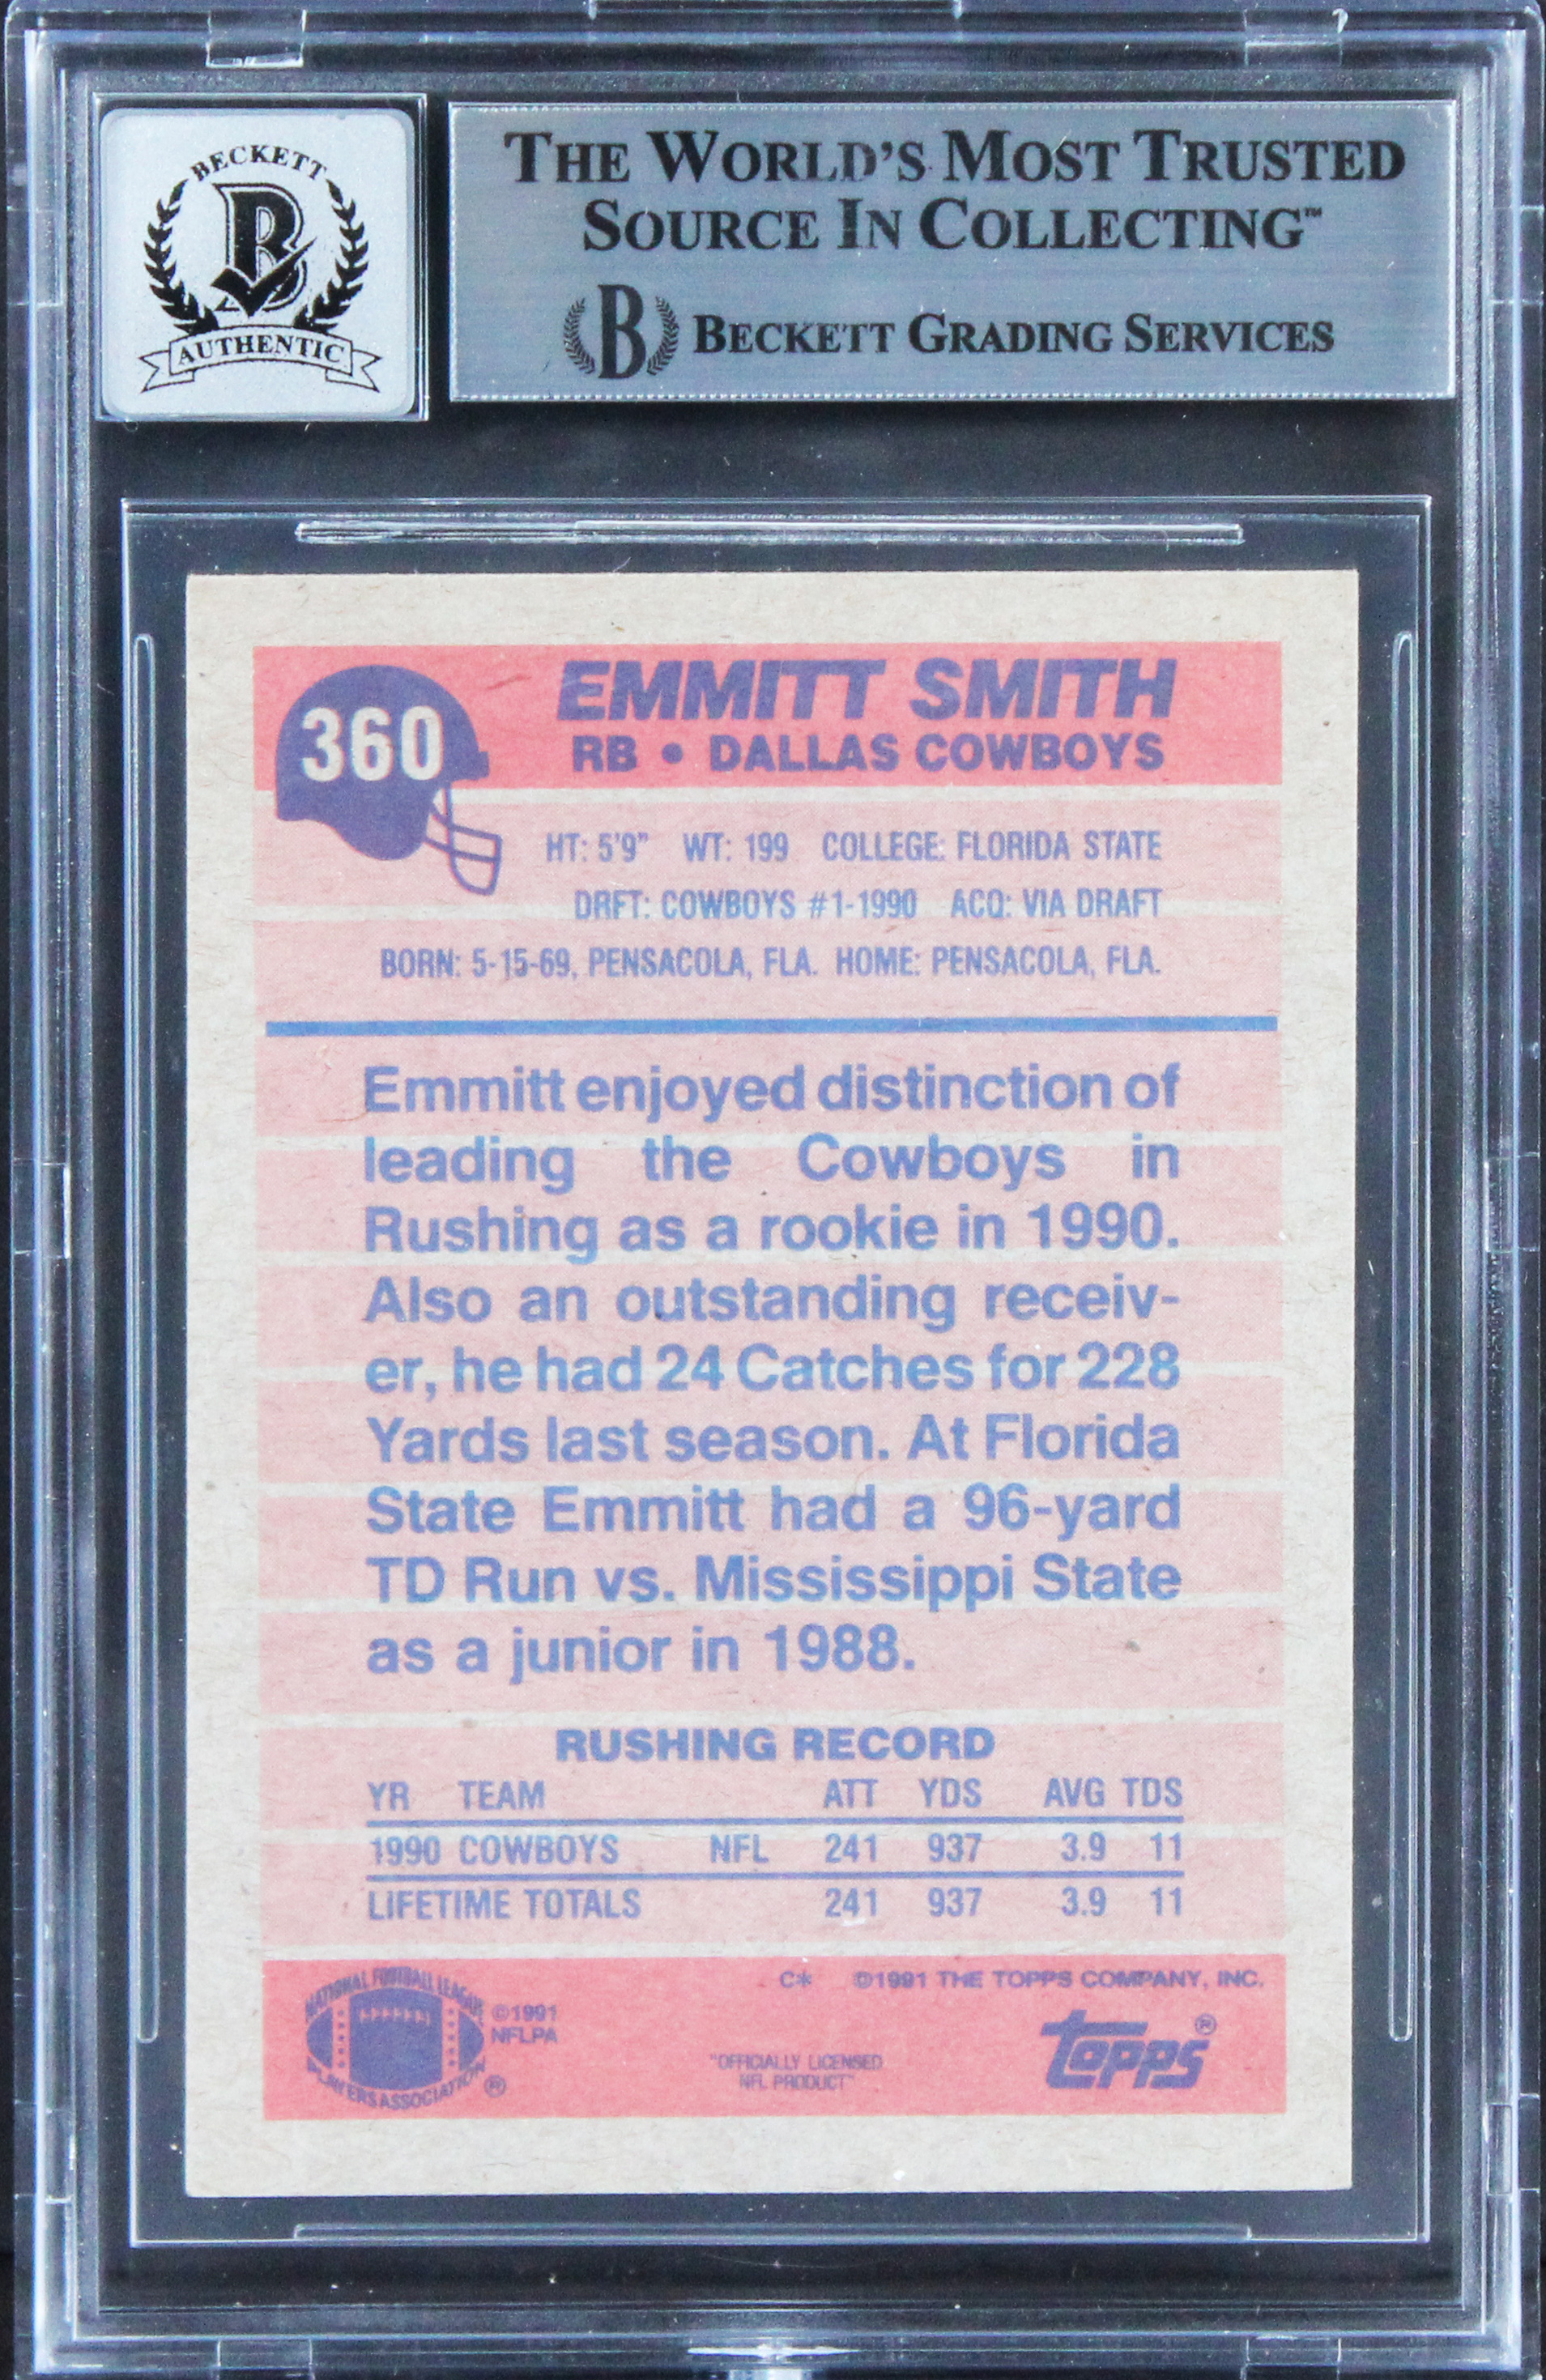 BECKETT
B
AUTHENTIC
THE WORLD'S MOST TRUSTED
SOURCE IN COLLECTING™
B BECKETT GRADING SERVICES
360
EMMITT SMITH
RB • DALLAS COWBOYS
HT: 5'9" WT: 199 COLLEGE: FLORIDA STATE
DRFT: COWBOYS #1-1990 ACQ: VIA DRAFT
BORN: 5-15-69, PENSACOLA, FLA. HOME: PENSACOLA, FLA.
Emmitt enjoyed distinction of
leading the Cowboys in
Rushing as a rookie in 1990.
Also an outstanding receiv-
er, he had 24 Catches for 228
Yards last season. At Florida
State Emmitt had a 96-yard
TD Run vs. Mississippi State
as a junior in 1988.
RUSHING RECORD
YR TEAM ATT YDS AVG TDS
1990 COWBOYS NFL 241 937 3.9 11
LIFETIME TOTALS 241 937 3.9 11
C* ©1991 THE TOPPS COMPANY, INC.
NATIONAL FOOTBALL LEAGUE
PLAYERS ASSOCIATION ®
©1991
NFLPA
"OFFICIALLY LICENSED
NFL PRODUCT"
Topps®